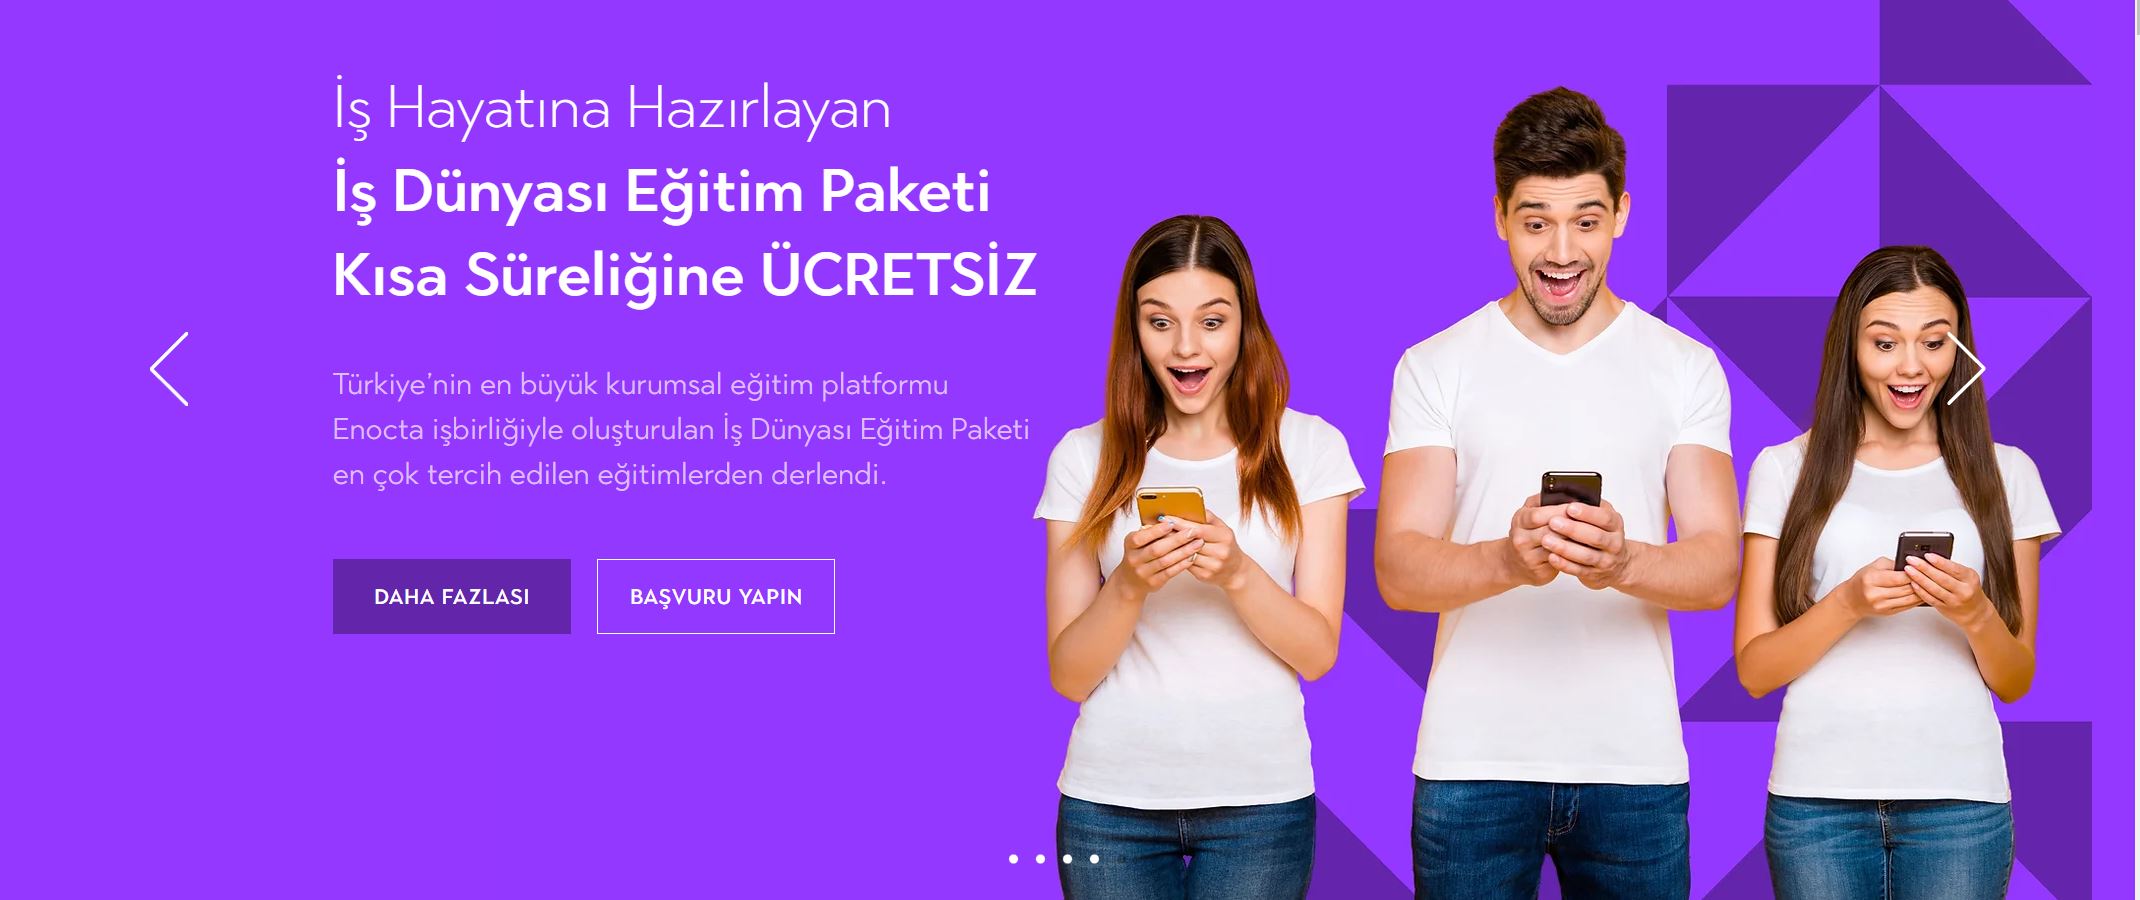 İş Hayatına Hazırlayan
İş Dünyası Eğitim Paketi
Kısa Süreliğine ÜCRETSİZ
Türkiye’nin en büyük kurumsal eğitim platformu
Enocta işbirliğiyle oluşturulan İş Dünyası Eğitim Paketi
en çok tercih edilen eğitimlerden derlendi.
DAHA FAZLASI
BAŞVURU YAPIN